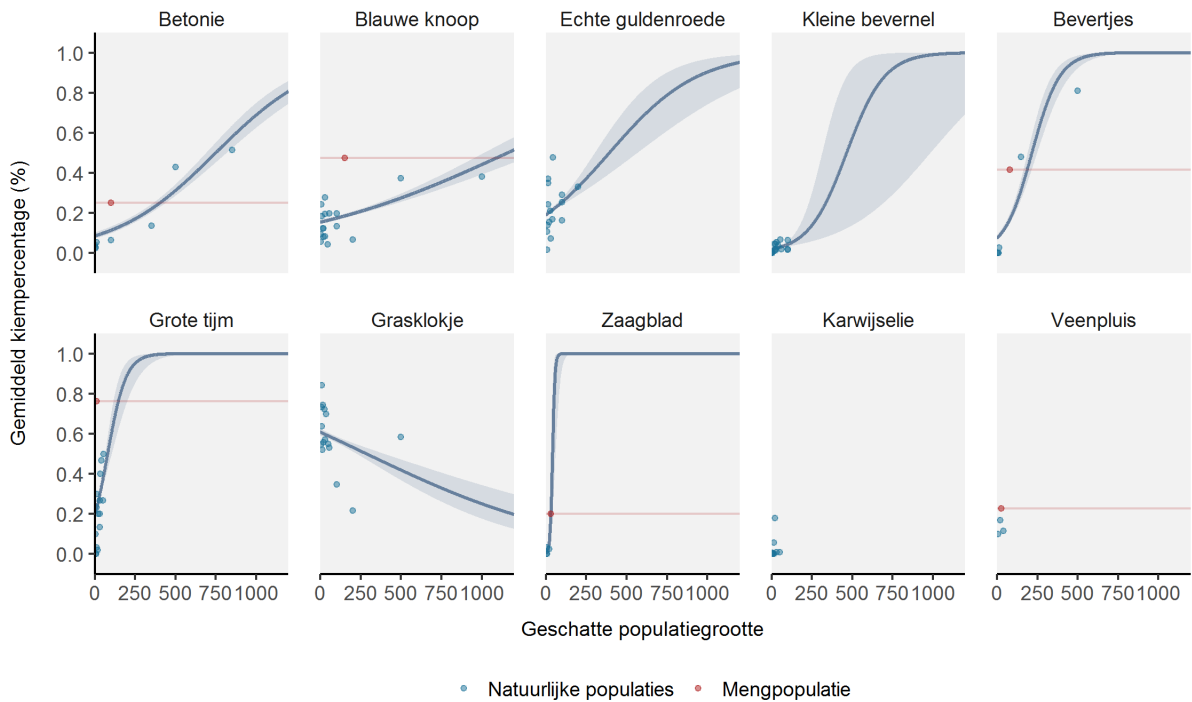 Betonie Blauwe knoop Echte guldenroede Kleine bevernel Bevertjes
1.0
0.8
0.6
0.4
0.2
0.0
Gemiddeld kiempercentage (%)
Grote tijm Grasklokje Zaagblad Karwijselie Veenpluis
1.0
0.8
0.6
0.4
0.2
0.0
0 250 500 750 1000 0 250 500 750 1000 0 250 500 750 1000 0 250 500 750 1000 0 250 500 750 1000
Geschatte populatiegrootte
Natuurlijke populaties Mengpopulatie